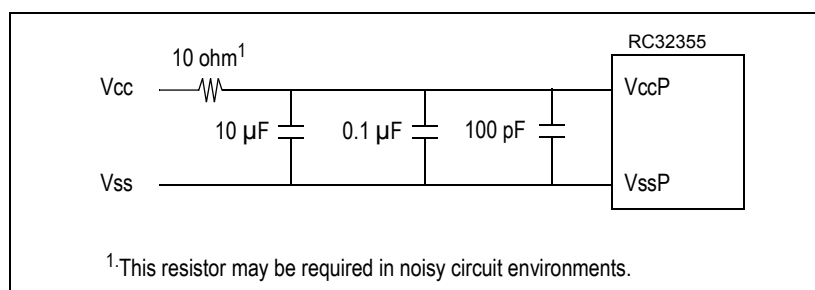 RC32355
10 ohm1
Vcc
VccP
10 µF
0.1 µF
100 pF
Vss
VssP
1.This resistor may be required in noisy circuit environments.